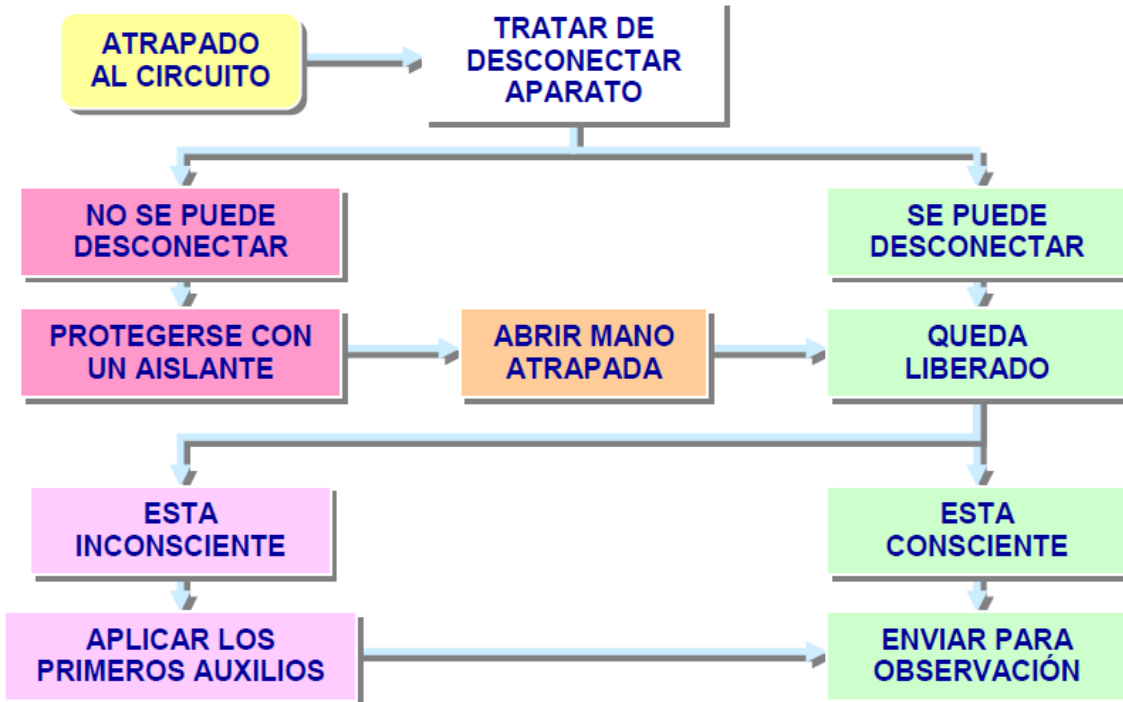 ATRAPADO
AL CIRCUITO
TRATAR DE
DESCONECTAR
APARATO
NO SE PUEDE
DESCONECTAR
SE PUEDE
DESCONECTAR
PROTEGERSE CON
UN AISLANTE
ABRIR MANO
ATRAPADA
QUEDA
LIBERADO
ESTA
INCONSCIENTE
ESTA
CONSCIENTE
APLICAR LOS
PRIMEROS AUXILIOS
ENVIAR PARA
OBSERVACIÓN